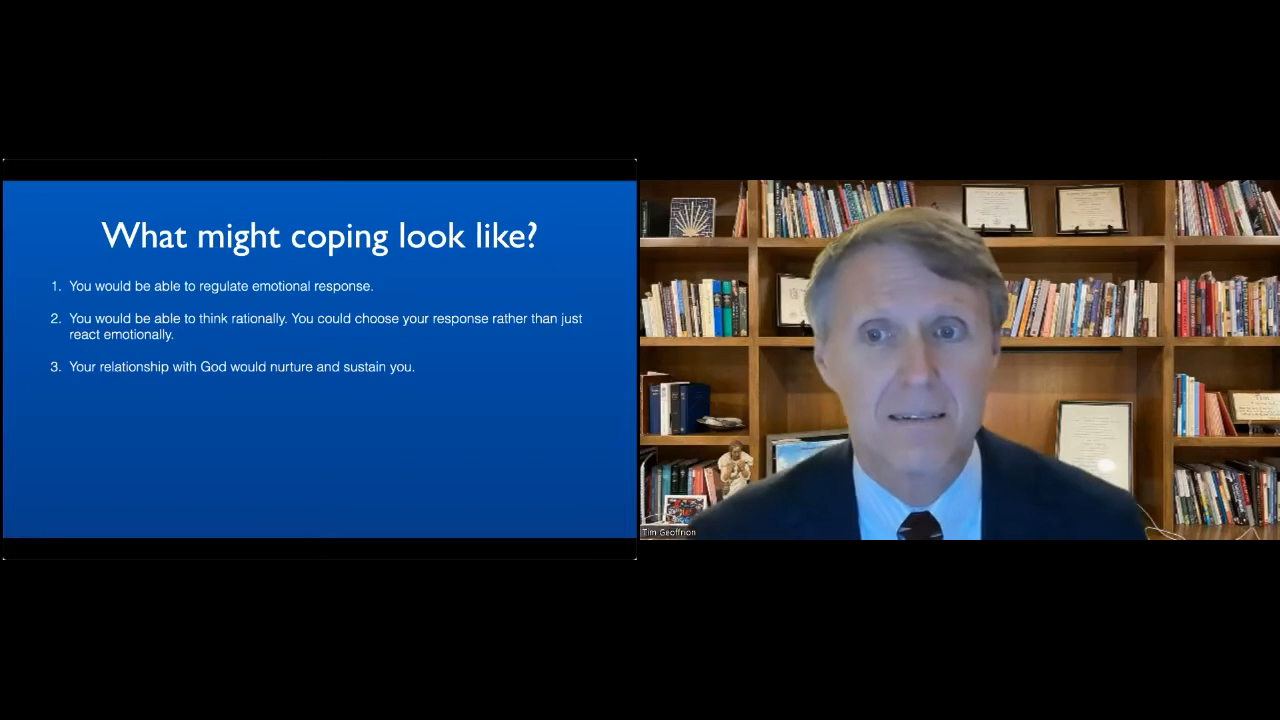 What might coping look like?
1. You would be able to regulate emotional response.
2. You would be able to think rationally. You could choose your response rather than just
react emotionally.
3. Your relationship with God would nurture and sustain you.
Tim Geoffrion